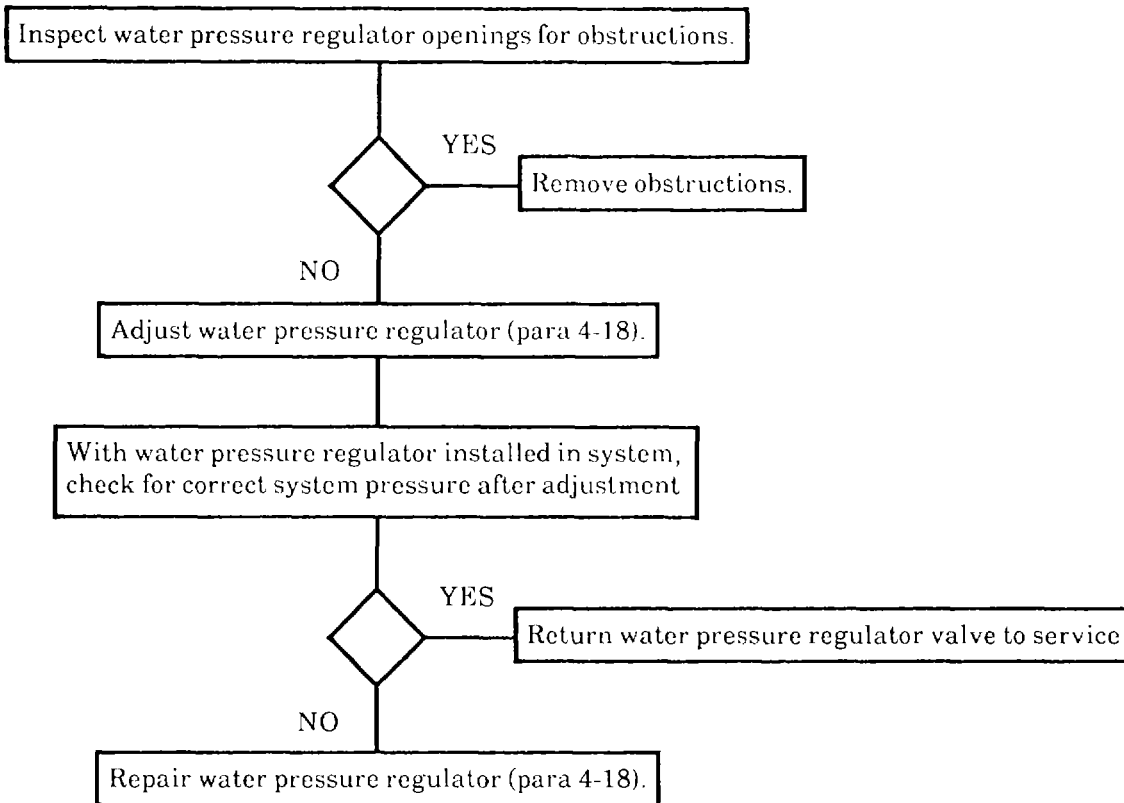 Inspect water pressure regulator openings for obstructions.
YES
Remove obstructions.
NO
Adjust water pressure regulator (para 4-18).
With water pressure regulator installed in system,
check for correct system pressure after adjustment
YES
Return water pressure regulator valve to service
NO
Repair water pressure regulator (para 4-18).